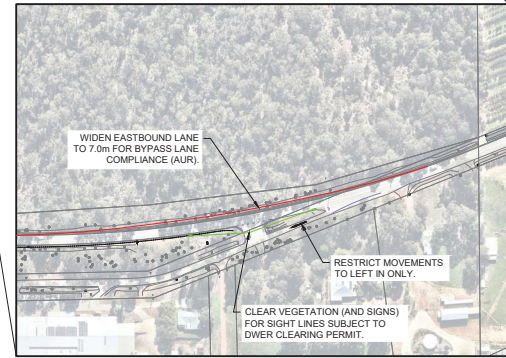 WIDEN EASTBOUND LANE
TO 7.0m FOR BYPASS LANE
COMPLIANCE (AUR).
RESTRICT MOVEMENTS
TO LEFT IN ONLY.
CLEAR VEGETATION (AND SIGNS)
FOR SIGHT LINES SUBJECT TO
DWER CLEARING PERMIT.